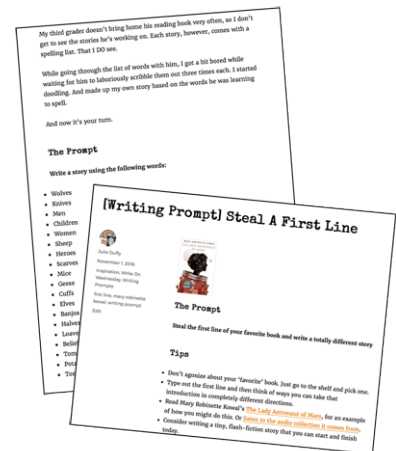 My third grader doesn't bring home his reading book very often, so I don't
get to see the stories he's working on. Each story, however, comes with a
spelling list. That I DO see.
While going through the list of words with him, I got a bit bored while
waiting for him to laboriously scribble them out three times each. I started
doodling. And made up my own story based on the words he was learning
to spell.
And now it's your turn.
The Prompt
Write a story using the following words:
Wolves
Knives
Men
Children
Women
Sheep
Heroes
Scarves
Mice
Geese
Cuffs
Elves
Banjos
Halve
Loave
Belief
Tom
Pota
[Writing Prompt] Steal A First Line
Julie Duffy
November 1, 2016
Inspiration, Write On
Wednesday, Writing
Prompts
first line, mary robinette
kowal, writing prompt
Edit
The Prompt
Steal the first line of your favorite book and write a totally different story
Tips
Don't agonize about your 'favorite' book. Just go to the shelf and pick one.
Type out the first line and then think of ways you can take that
introduction in completely different directions.
Read Mary Robinette Kowal's The Lady Astronaut of Mars, for an example
of how you might do this. Or listen to the audio collection it comes from.
Consider writing a tiny, flash-fiction story that you can start and finish
today.